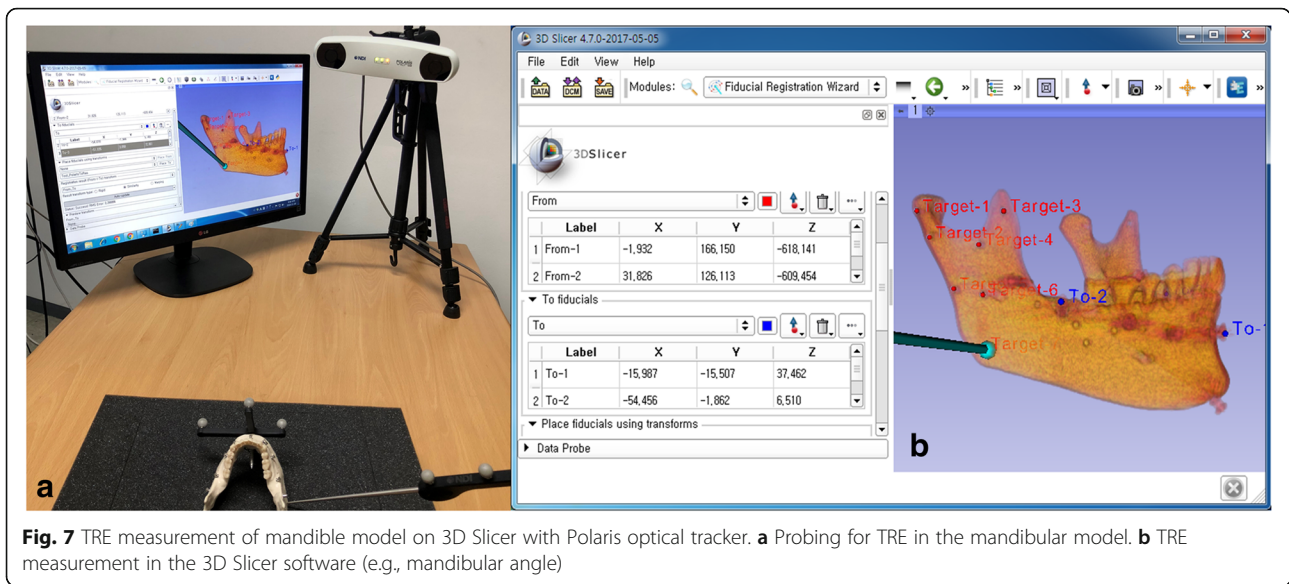 3D Slicer 4.7.0-2017-05-05
File Edit View Help
DATA DCM SAVE Modules: Fiducial Registration Wizard
NDI POLARIS
3DSlicer
1
From
Label X Y Z
1 From-1 -1,932 166,150 -618,141
2 From-2 31,826 126,113 -609,454
To fiducials
To
Label X Y Z
1 To-1 -15,987 -15,507 37,462
2 To-2 -54,456 -1,862 6,510
Place fiducials using transforms
Data Probe
Target-1 Target-3
Target-2 Target-4
Target-6 To-2
To-
Target
NDI
a
b
Fig. 7 TRE measurement of mandible model on 3D Slicer with Polaris optical tracker. a Probing for TRE in the mandibular model. b TRE
measurement in the 3D Slicer software (e.g., mandibular angle)